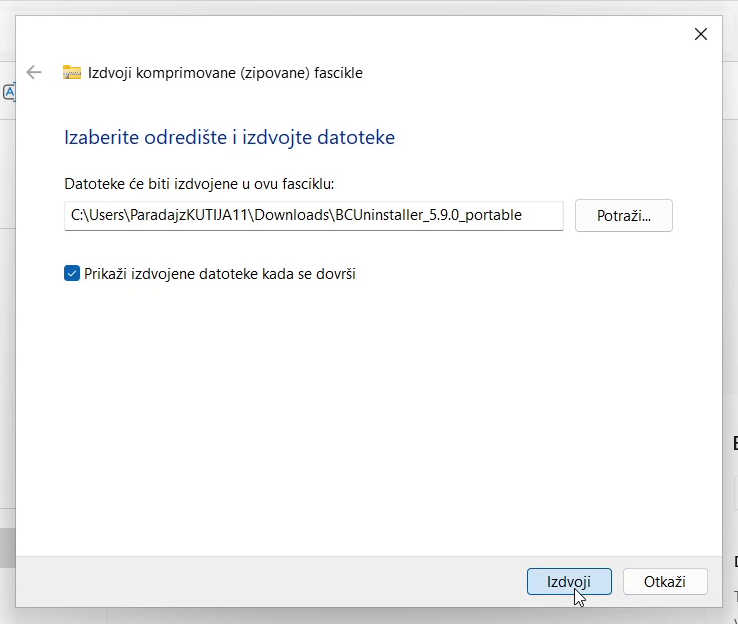 Izdvoji komprimovane (zipovane) fascikle
Izaberite odredište i izdvojte datoteke
Datoteke će biti izdvojene u ovu fasciklu:
C:\Users\ParadajzKUTIJA11\Downloads\BCUninstaller_5.9.0_portable
Potraži...
Prikaži izdvojene datoteke kada se dovrši
Izdvoji
Otkaži